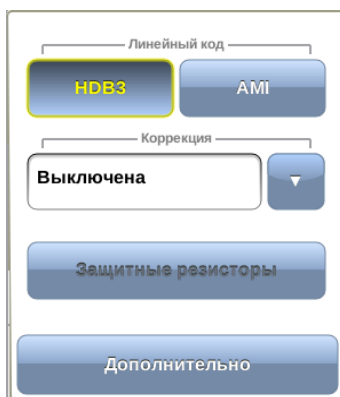 Линейный код
HDB3 AMI
Коррекция
Выключена
Защитные резисторы
Дополнительно